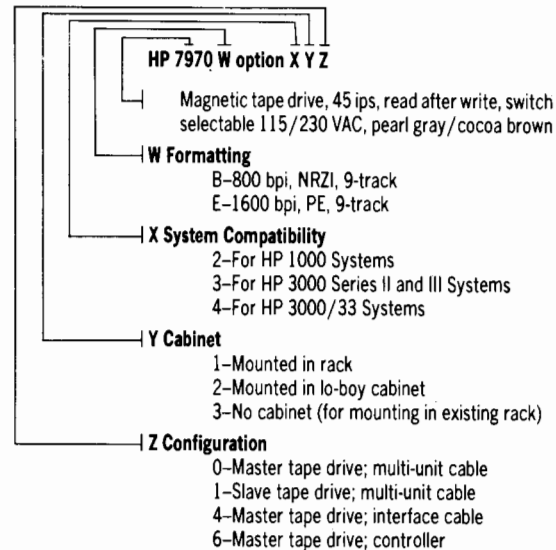 HP 7970 W option X Y Z
Magnetic tape drive, 45 ips, read after write, switch
selectable 115/230 VAC, pearl gray/cocoa brown
W Formatting
B–800 bpi, NRZI, 9-track
E–1600 bpi, PE, 9-track
X System Compatibility
2–For HP 1000 Systems
3–For HP 3000 Series II and III Systems
4–For HP 3000/33 Systems
Y Cabinet
1–Mounted in rack
2–Mounted in lo-boy cabinet
3–No cabinet (for mounting in existing rack)
Z Configuration
0–Master tape drive; multi-unit cable
1–Slave tape drive; multi-unit cable
4–Master tape drive; interface cable
6–Master tape drive; controller